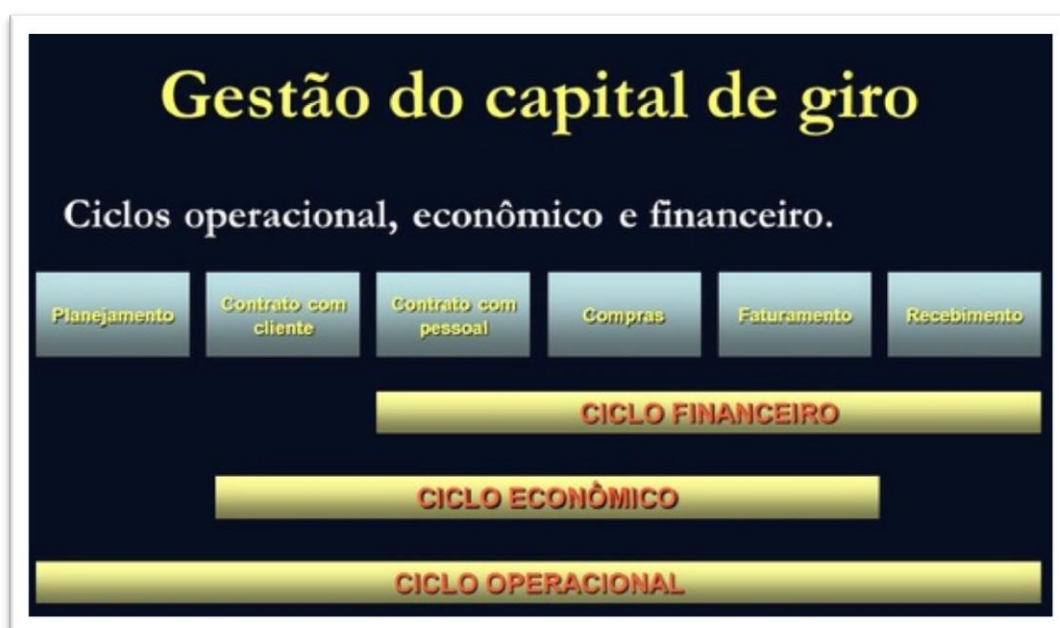 Gestão do capital de giro
Ciclos operacional, econômico e financeiro.
Planejamento
Contrato com
cliente
Contrato com
pessoal
Compras
Faturamento
Recebimento
CICLO FINANCEIRO
CICLO ECONÔMICO
CICLO OPERACIONAL